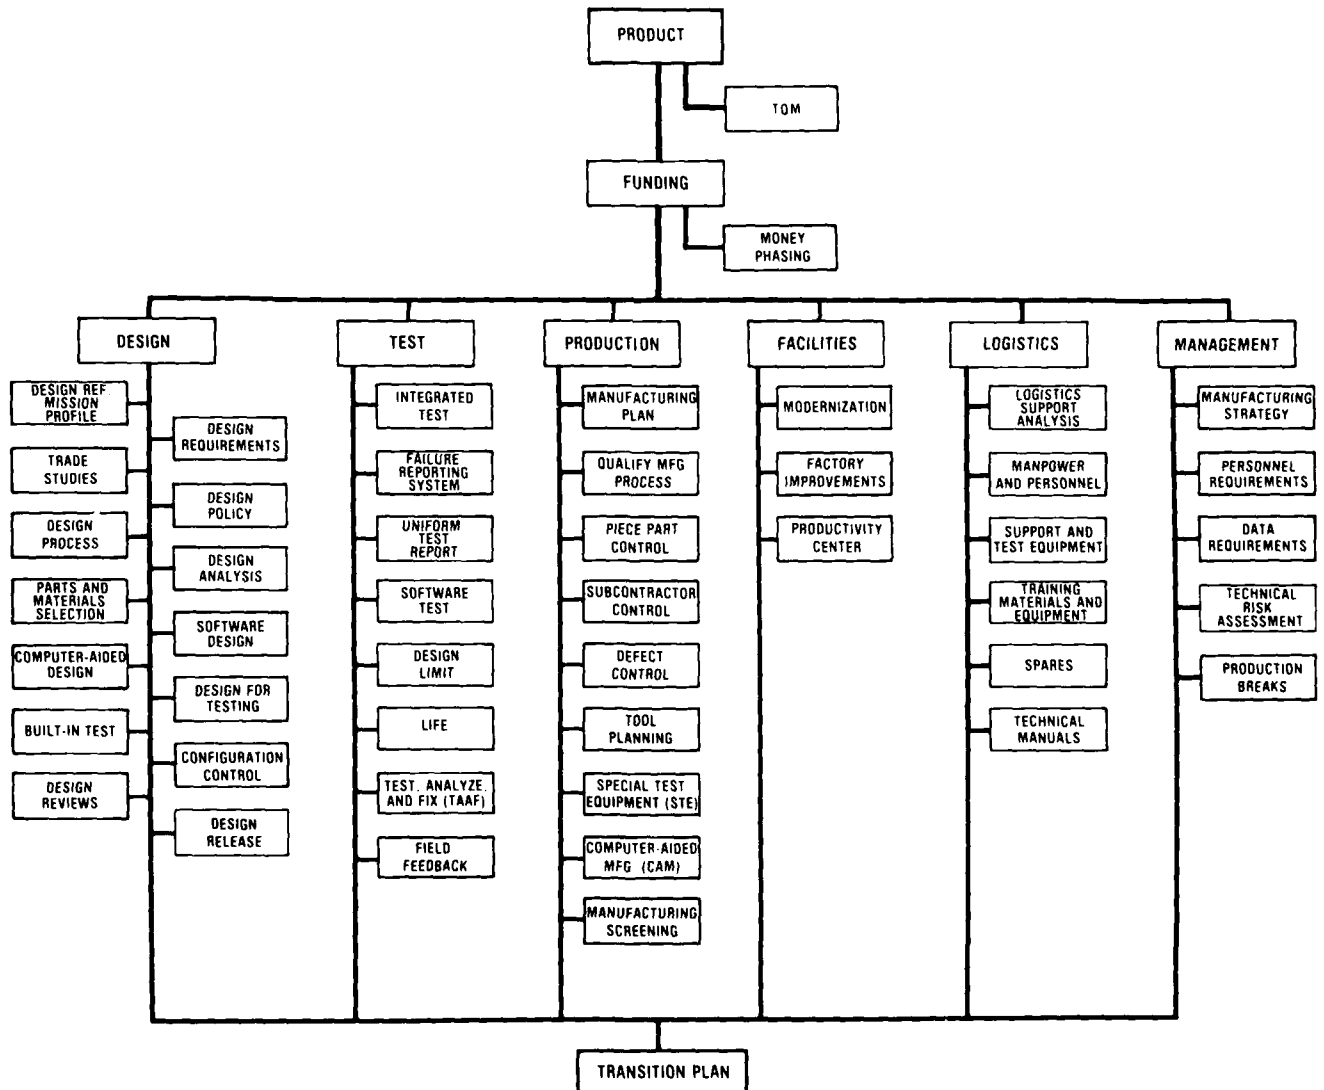 PRODUCT
TQM
FUNDING
MONEY
PHASING
DESIGN
TEST
PRODUCTION
FACILITIES
LOGISTICS
MANAGEMENT
DESIGN REF
MISSION
PROFILE
DESIGN
REQUIREMENTS
TRADE
STUDIES
DESIGN
POLICY
DESIGN
PROCESS
DESIGN
ANALYSIS
PARTS AND
MATERIALS
SELECTION
SOFTWARE
DESIGN
COMPUTER-AIDED
DESIGN
DESIGN FOR
TESTING
BUILT-IN TEST
CONFIGURATION
CONTROL
DESIGN
REVIEWS
DESIGN
RELEASE
INTEGRATED
TEST
FAILURE
REPORTING
SYSTEM
UNIFORM
TEST
REPORT
SOFTWARE
TEST
DESIGN
LIMIT
LIFE
TEST, ANALYZE,
AND FIX (TAAF)
FIELD
FEEDBACK
MANUFACTURING
PLAN
QUALIFY MFG
PROCESS
PIECE PART
CONTROL
SUBCONTRACTOR
CONTROL
DEFECT
CONTROL
TOOL
PLANNING
SPECIAL TEST
EQUIPMENT (STE)
COMPUTER-AIDED
MFG (CAM)
MANUFACTURING
SCREENING
MODERNIZATION
FACTORY
IMPROVEMENTS
PRODUCTIVITY
CENTER
LOGISTICS
SUPPORT
ANALYSIS
MANPOWER
AND PERSONNEL
SUPPORT AND
TEST EQUIPMENT
TRAINING
MATERIALS AND
EQUIPMENT
SPARES
TECHNICAL
MANUALS
MANUFACTURING
STRATEGY
PERSONNEL
REQUIREMENTS
DATA
REQUIREMENTS
TECHNICAL
RISK
ASSESSMENT
PRODUCTION
BREAKS
TRANSITION PLAN